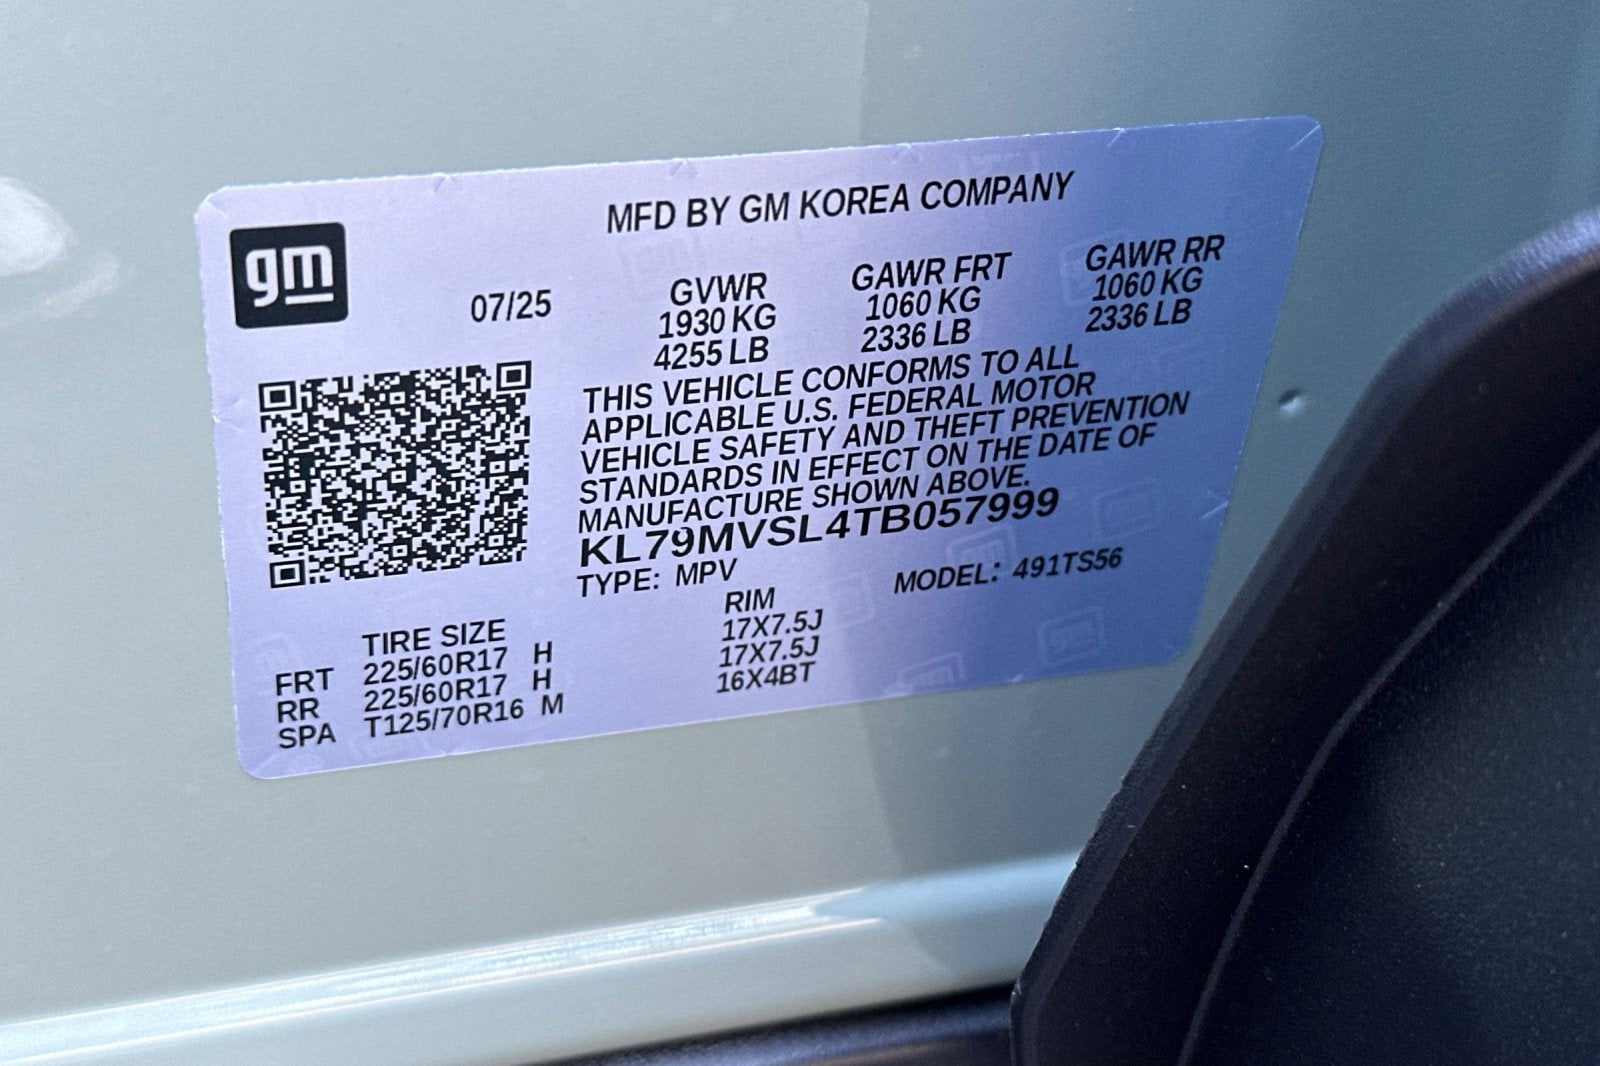 gm
MFD BY GM KOREA COMPANY
07/25
GVWR GAWR FRT GAWR RR
1930 KG 1060 KG 1060 KG
4255 LB 2336 LB 2336 LB
THIS VEHICLE CONFORMS TO ALL
APPLICABLE U.S. FEDERAL MOTOR
VEHICLE SAFETY AND THEFT PREVENTION
STANDARDS IN EFFECT ON THE DATE OF
MANUFACTURE SHOWN ABOVE.
KL79MVSL4TB057999
TYPE: MPV MODEL: 491TS56
TIRE SIZE RIM
FRT 225/60R17 H 17X7.5J
RR 225/60R17 H 17X7.5J
SPA T125/70R16 M 16X4BT